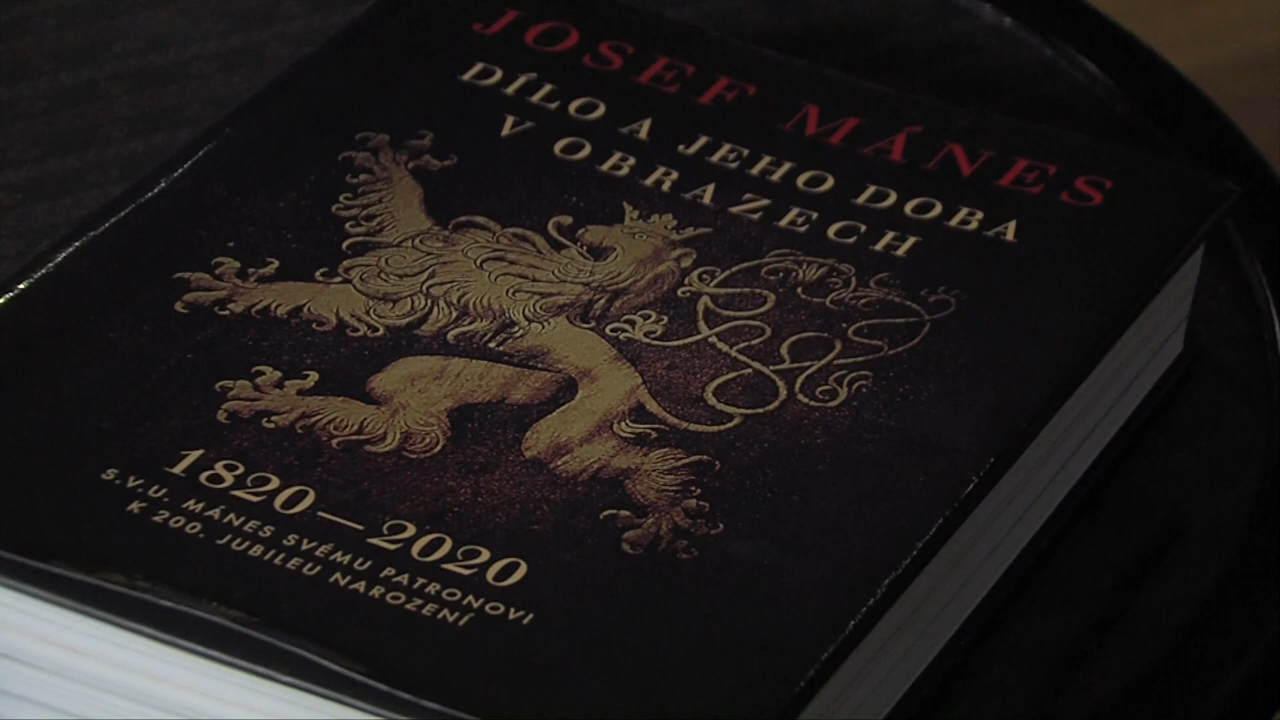 JOSEF MÁNES
DÍLO A JEHO DOBA
V OBRAZECH
1820—2020
S.V.U. MÁNES SVÉMU PATRONOVI
K 200. JUBILEU NAROZENÍ